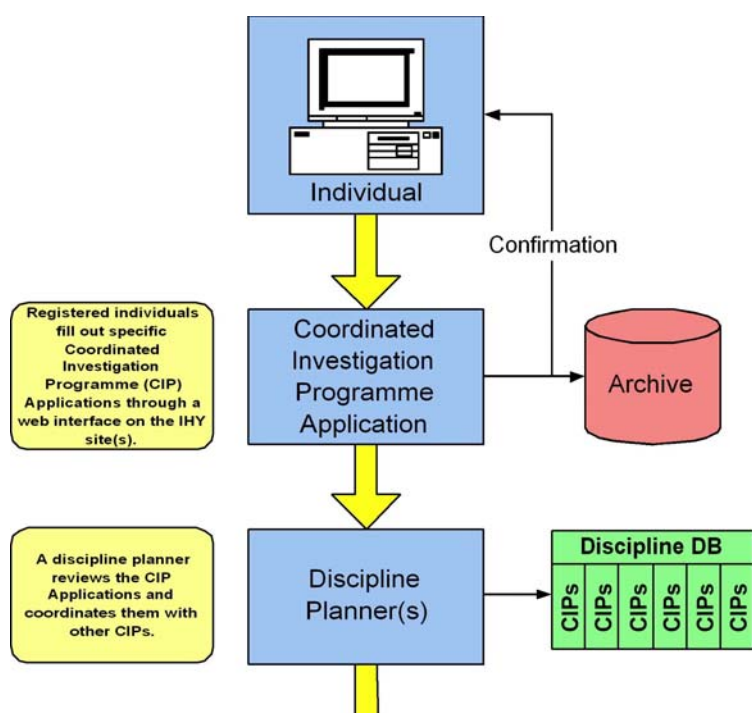 Individual
Confirmation
Registered individuals
fill out specific
Coordinated
Investigation
Programme (CIP)
Applications through a
web interface on the IHY
site(s).
Coordinated
Investigation
Programme
Application
Archive
A discipline planner
reviews the CIP
Applications and
coordinates them with
other CIPs.
Discipline
Planner(s)
Discipline DB
CIPs
CIPs
CIPs
CIPs
CIPs
CIPs